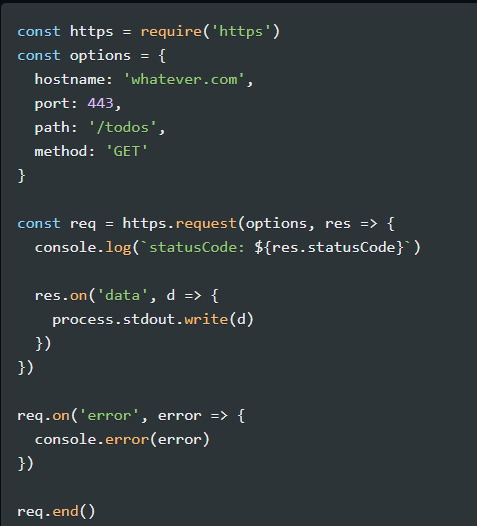 const https = require('https')
const options = {
  hostname: 'whatever.com',
  port: 443,
  path: '/todos',
  method: 'GET'
}

const req = https.request(options, res => {
  console.log(`statusCode: ${res.statusCode}`)

  res.on('data', d => {
    process.stdout.write(d)
  })
})

req.on('error', error => {
  console.error(error)
})

req.end()